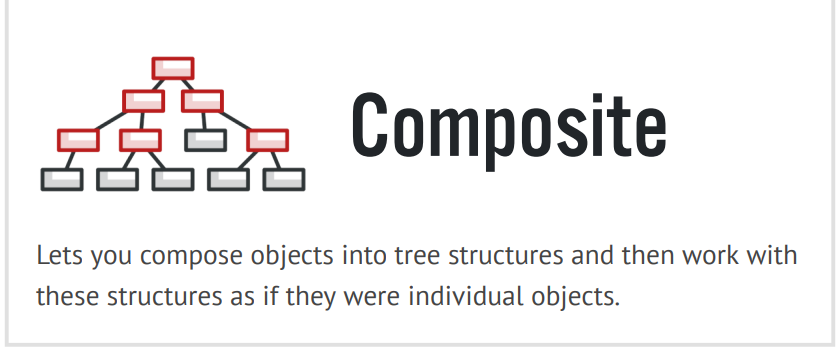 Composite
Lets you compose objects into tree structures and then work with
these structures as if they were individual objects.